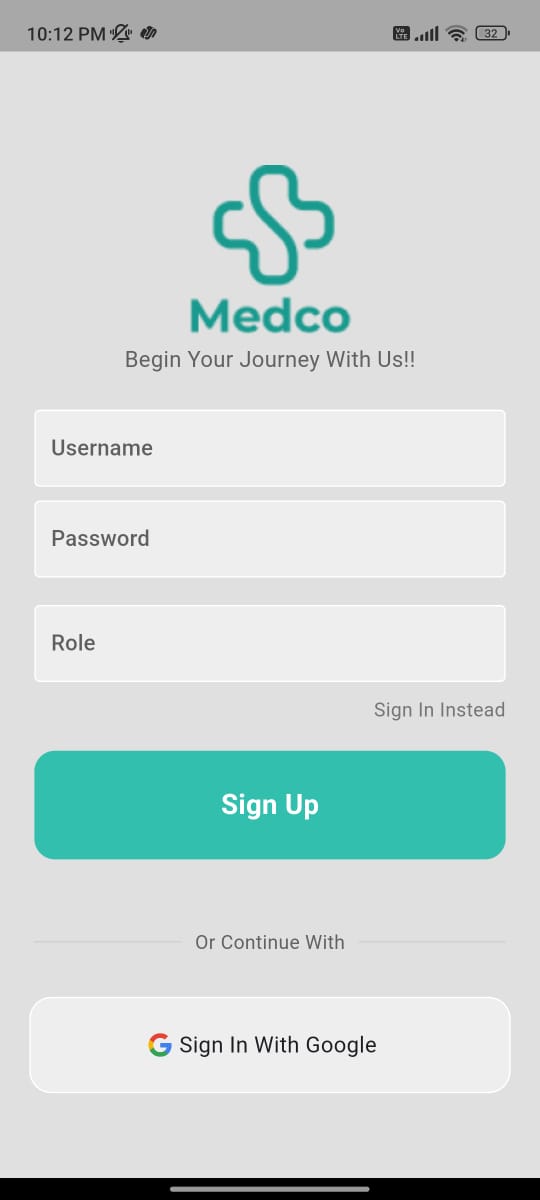 10:12 PM
Vo
LTE
32
Medco
Begin Your Journey With Us!!
Username
Password
Role
Sign In Instead
Sign Up
Or Continue With
Sign In With Google